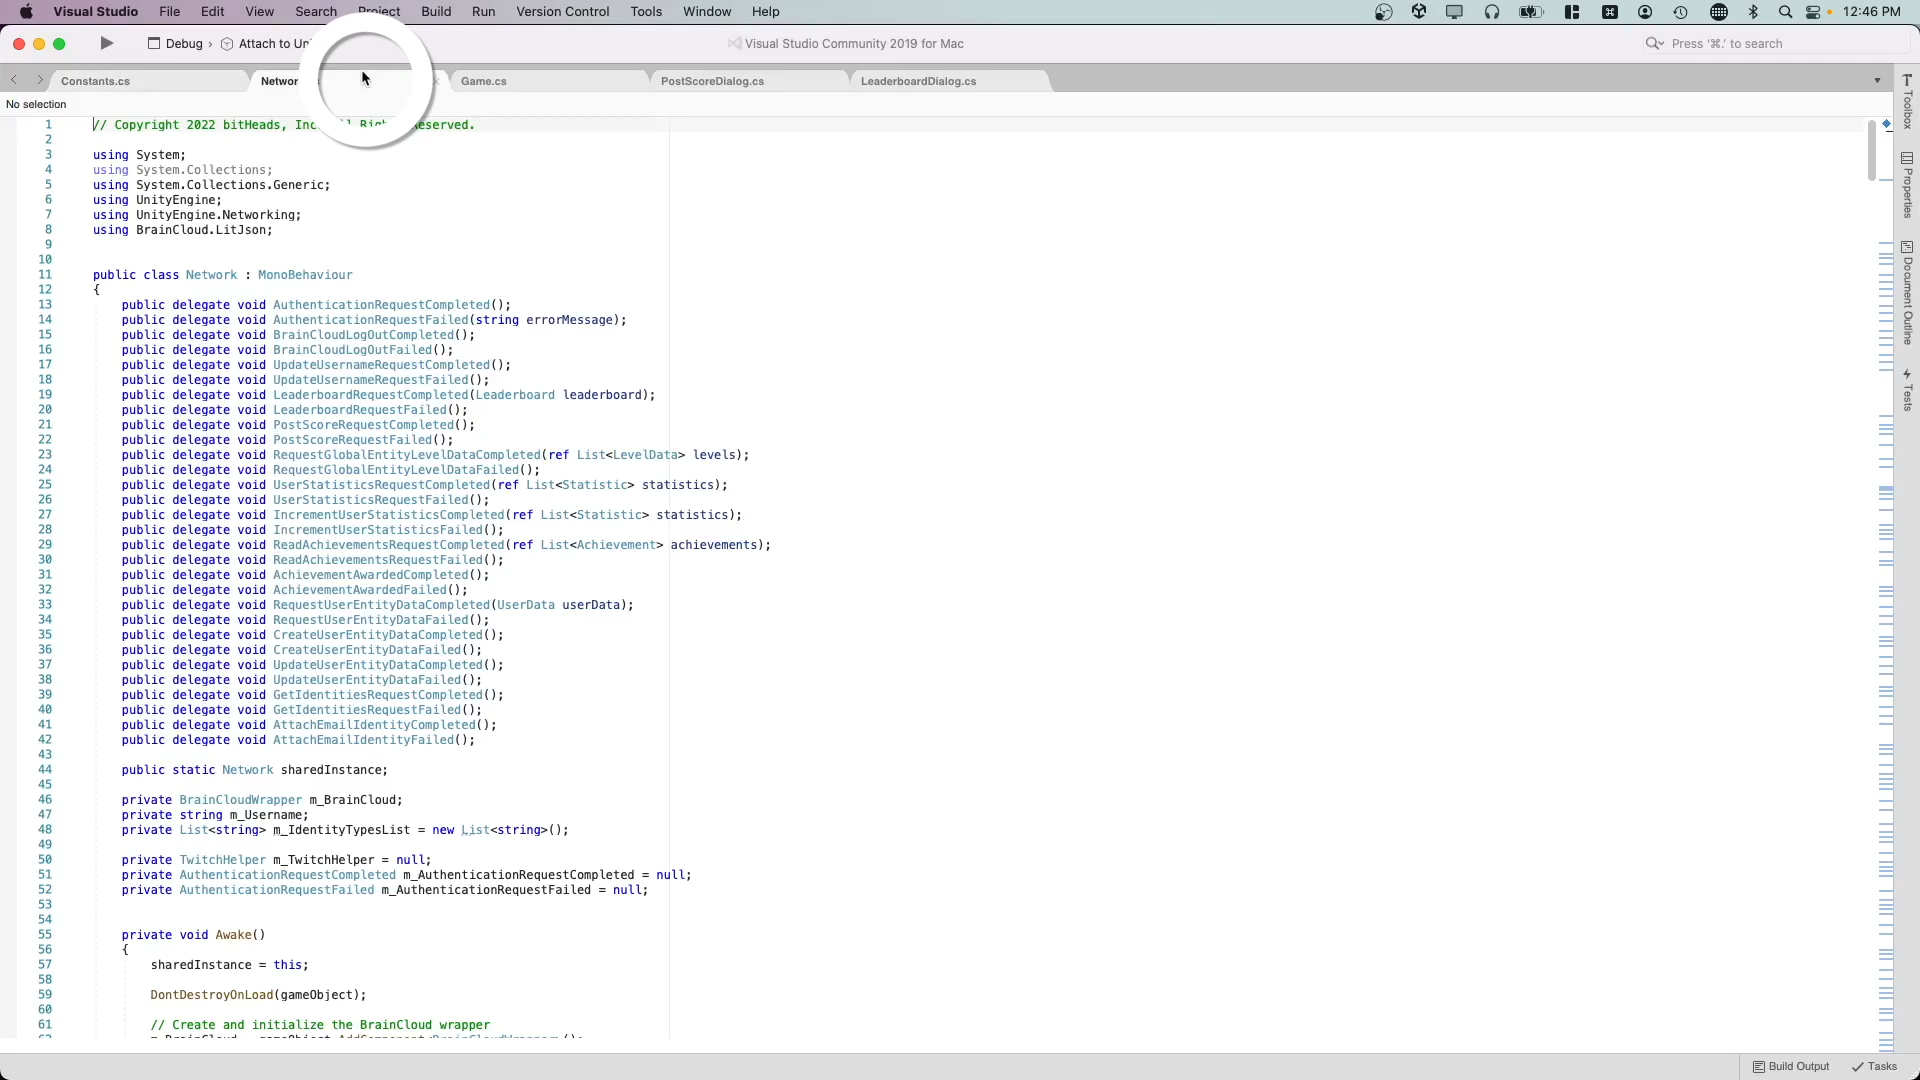 Visual Studio File Edit View Search Project Build Run Version Control Tools Window Help 12:46 PM
Debug › Attach to Un
Visual Studio Community 2019 for Mac
Press '⌘.' to search
Constants.cs Game.cs PostScoreDialog.cs LeaderboardDialog.cs
No selection
1 // Copyright 2022 bitHeads, Inc. Reserved.
2
3 using System;
4 using System.Collections;
5 using System.Collections.Generic;
6 using UnityEngine;
7 using UnityEngine.Networking;
8 using BrainCloud.LitJson;
9
10
11 public class Network : MonoBehaviour
12 {
13 public delegate void AuthenticationRequestCompleted();
14 public delegate void AuthenticationRequestFailed(string errorMessage);
15 public delegate void BrainCloudLogOutCompleted();
16 public delegate void BrainCloudLogOutFailed();
17 public delegate void UpdateUsernameRequestCompleted();
18 public delegate void UpdateUsernameRequestFailed();
19 public delegate void LeaderboardRequestCompleted(Leaderboard leaderboard);
20 public delegate void LeaderboardRequestFailed();
21 public delegate void PostScoreRequestCompleted();
22 public delegate void PostScoreRequestFailed();
23 public delegate void RequestGlobalEntityLevelDataCompleted(ref List<LevelData> levels);
24 public delegate void RequestGlobalEntityLevelDataFailed();
25 public delegate void UserStatisticsRequestCompleted(ref List<Statistic> statistics);
26 public delegate void UserStatisticsRequestFailed();
27 public delegate void IncrementUserStatisticsCompleted(ref List<Statistic> statistics);
28 public delegate void IncrementUserStatisticsFailed();
29 public delegate void ReadAchievementsRequestCompleted(ref List<Achievement> achievements);
30 public delegate void ReadAchievementsRequestFailed();
31 public delegate void AchievementAwardedCompleted();
32 public delegate void AchievementAwardedFailed();
33 public delegate void RequestUserEntityDataCompleted(UserData userData);
34 public delegate void RequestUserEntityDataFailed();
35 public delegate void CreateUserEntityDataCompleted();
36 public delegate void CreateUserEntityDataFailed();
37 public delegate void UpdateUserEntityDataCompleted();
38 public delegate void UpdateUserEntityDataFailed();
39 public delegate void GetIdentitiesRequestCompleted();
40 public delegate void GetIdentitiesRequestFailed();
41 public delegate void AttachEmailIdentityCompleted();
42 public delegate void AttachEmailIdentityFailed();
43
44 public static Network sharedInstance;
45
46 private BrainCloudWrapper m_BrainCloud;
47 private string m_Username;
48 private List<string> m_IdentityTypesList = new List<string>();
49
50 private TwitchHelper m_TwitchHelper = null;
51 private AuthenticationRequestCompleted m_AuthenticationRequestCompleted = null;
52 private AuthenticationRequestFailed m_AuthenticationRequestFailed = null;
53
54
55 private void Awake()
56 {
57 sharedInstance = this;
58
59 DontDestroyOnLoad(gameObject);
60
61 // Create and initialize the BrainCloud wrapper
Toolbox
Properties
Document Outline
Tests
Build Output Tasks